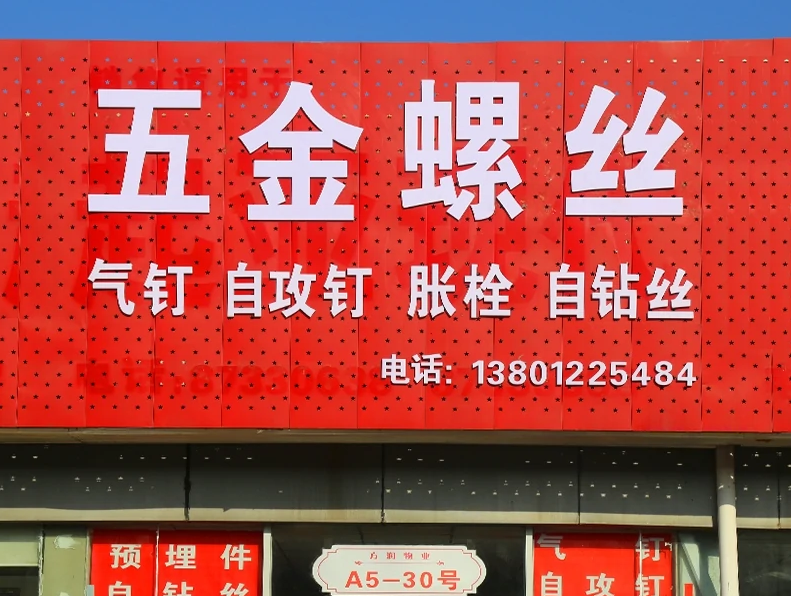 五金螺丝
气钉 自攻钉 胀栓 自钻丝
电话: 13801225484
预埋件
自钻丝
方润物业
A5-30号
气钉
自攻钉